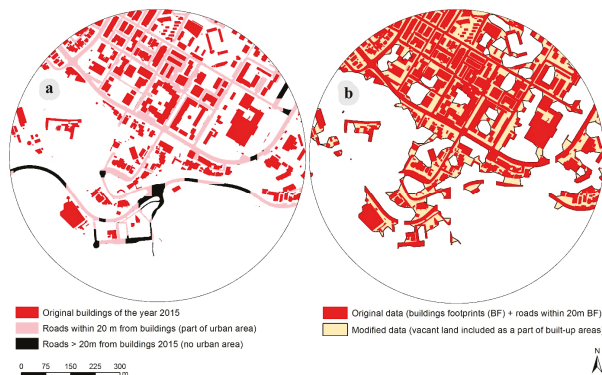 a
b
Original buildings of the year 2015
Roads within 20 m from buildings (part of urban area)
Roads > 20m from buildings 2015 (no urban area)
Original data (buildings footprints (BF) + roads within 20m BF)
Modified data (vacant land included as a part of built-up areas
0 75 150 225 300
m
N